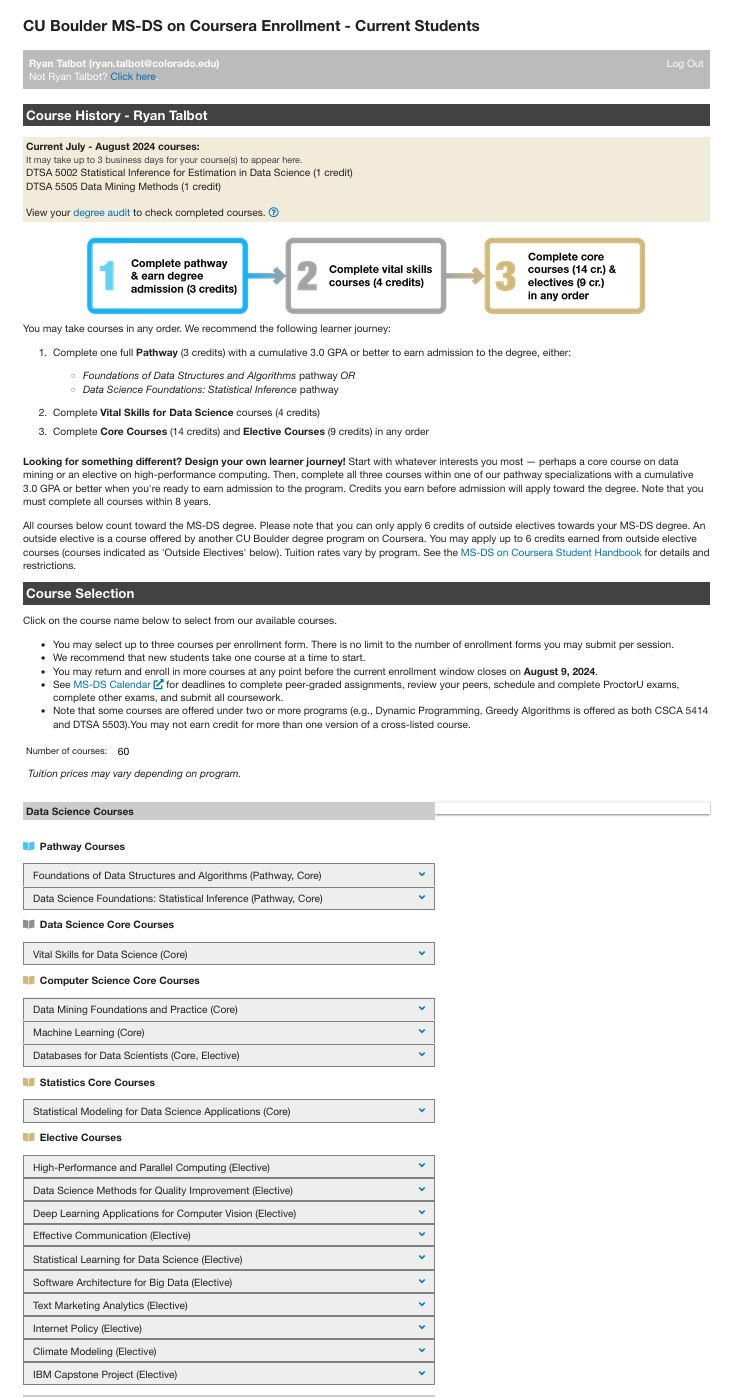 CU Boulder MS-DS on Coursera Enrollment - Current Students
Ryan Talbot (ryan.talbot@colorado.edu)
Log Out
Not Ryan Talbot? Click here.
Course History - Ryan Talbot
Current July - August 2024 courses:
It may take up to 3 business days for your course(s) to appear here.
DTSA 5002 Statistical Inference for Estimation in Data Science (1 credit)
DTSA 5505 Data Mining Methods (1 credit)
View your degree audit to check completed courses.
1
Complete pathway
& earn degree
admission (3 credits)
2
Complete vital skills
courses (4 credits)
3
Complete core
courses (14 cr.) &
electives (9 cr.)
in any order
You may take courses in any order. We recommend the following learner journey:
1. Complete one full Pathway (3 credits) with a cumulative 3.0 GPA or better to earn admission to the degree, either:
○ Foundations of Data Structures and Algorithms pathway OR
○ Data Science Foundations: Statistical Inference pathway
2. Complete Vital Skills for Data Science courses (4 credits)
3. Complete Core Courses (14 credits) and Elective Courses (9 credits) in any order
Looking for something different? Design your own learner journey! Start with whatever interests you most — perhaps a core course on data
mining or an elective on high-performance computing. Then, complete all three courses within one of our pathway specializations with a cumulative
3.0 GPA or better when you're ready to earn admission to the program. Credits you earn before admission will apply toward the degree. Note that you
must complete all courses within 8 years.
All courses below count toward the MS-DS degree. Please note that you can only apply 6 credits of outside electives towards your MS-DS degree. An
outside elective is a course offered by another CU Boulder degree program on Coursera. You may apply up to 6 credits earned from outside elective
courses (courses indicated as 'Outside Electives' below). Tuition rates vary by program. See the MS-DS on Coursera Student Handbook for details and
restrictions.
Course Selection
Click on the course name below to select from our available courses.
• You may select up to three courses per enrollment form. There is no limit to the number of enrollment forms you may submit per session.
• We recommend that new students take one course at a time to start.
• You may return and enroll in more courses at any point before the current enrollment window closes on August 9, 2024.
• See MS-DS Calendar for deadlines to complete peer-graded assignments, review your peers, schedule and complete ProctorU exams,
complete other exams, and submit all coursework.
• Note that some courses are offered under two or more programs (e.g., Dynamic Programming, Greedy Algorithms is offered as both CSCA 5414
and DTSA 5503).You may not earn credit for more than one version of a cross-listed course.
Number of courses: 60
Tuition prices may vary depending on program.
Data Science Courses
Pathway Courses
Foundations of Data Structures and Algorithms (Pathway, Core)
Data Science Foundations: Statistical Inference (Pathway, Core)
Data Science Core Courses
Vital Skills for Data Science (Core)
Computer Science Core Courses
Data Mining Foundations and Practice (Core)
Machine Learning (Core)
Databases for Data Scientists (Core, Elective)
Statistics Core Courses
Statistical Modeling for Data Science Applications (Core)
Elective Courses
High-Performance and Parallel Computing (Elective)
Data Science Methods for Quality Improvement (Elective)
Deep Learning Applications for Computer Vision (Elective)
Effective Communication (Elective)
Statistical Learning for Data Science (Elective)
Software Architecture for Big Data (Elective)
Text Marketing Analytics (Elective)
Internet Policy (Elective)
Climate Modeling (Elective)
IBM Capstone Project (Elective)